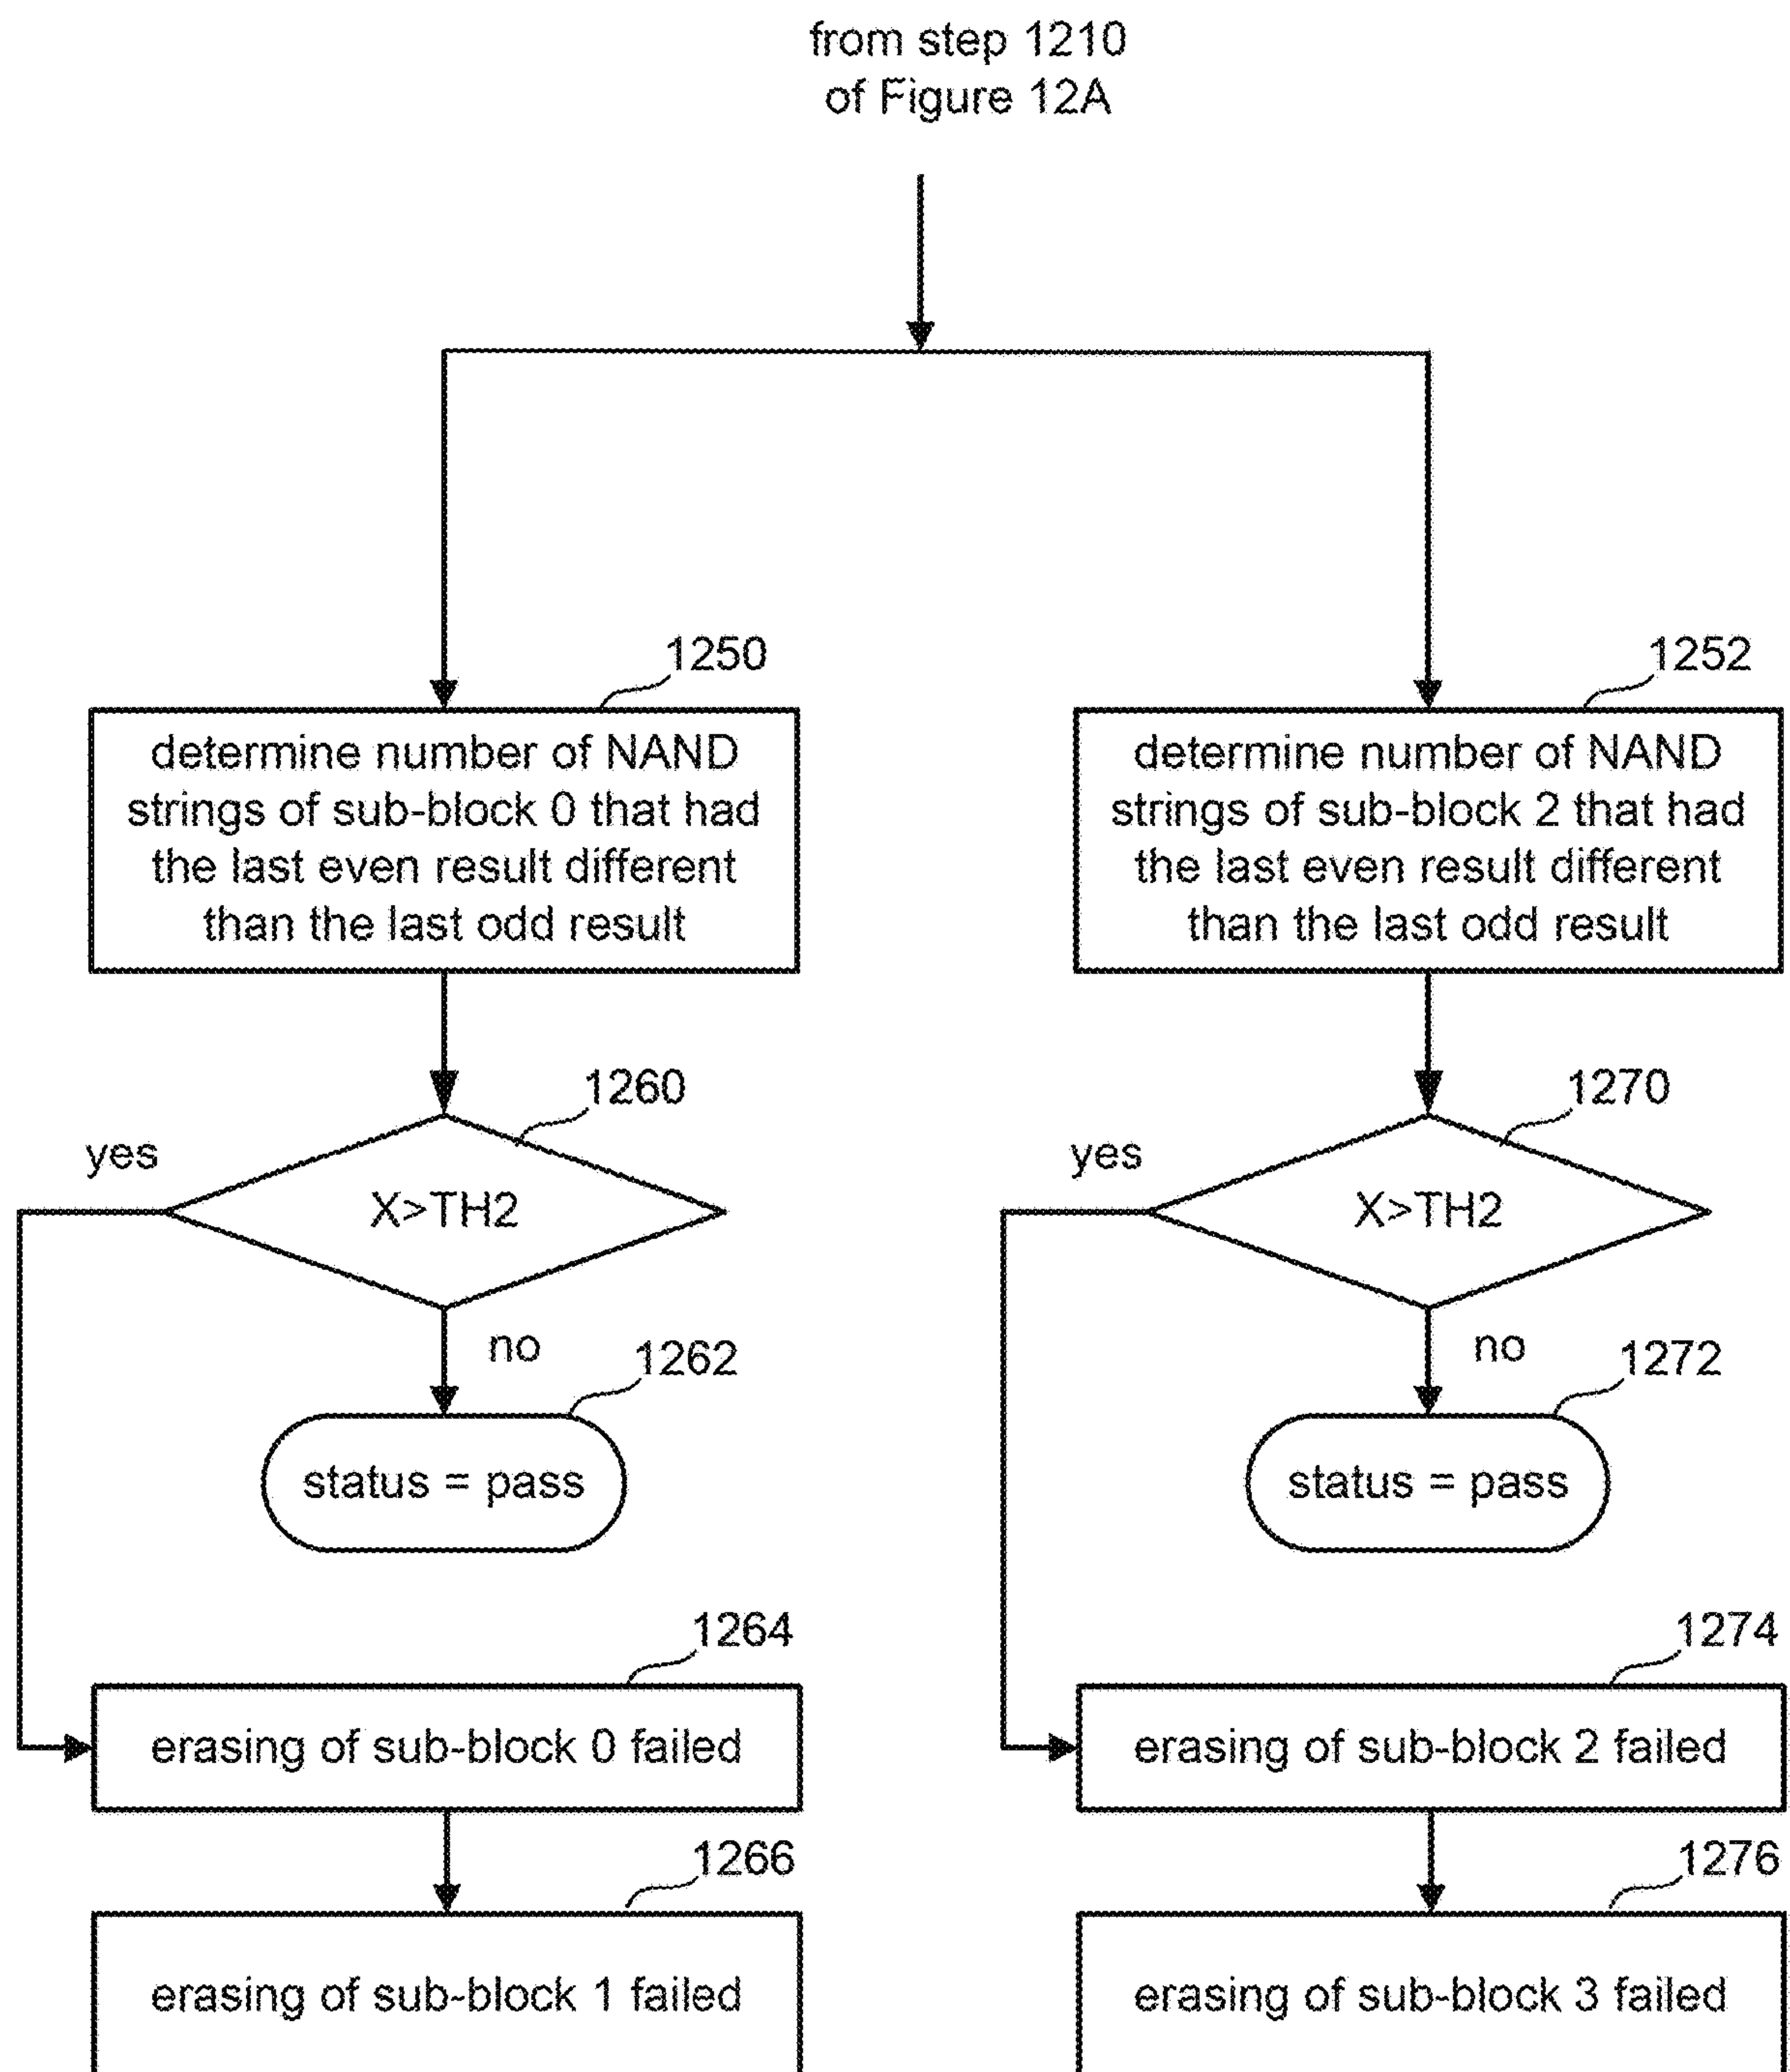 from step 1210
of Figure 12A
1250
determine number of NAND
strings of sub-block 0 that had
the last even result different
than the last odd result
1252
determine number of NAND
strings of sub-block 2 that had
the last even result different
than the last odd result
1260
yes
X>TH2
no
1262
status = pass
1270
yes
X>TH2
no
1272
status = pass
1264
erasing of sub-block 0 failed
1274
erasing of sub-block 2 failed
1266
erasing of sub-block 1 failed
1276
erasing of sub-block 3 failed